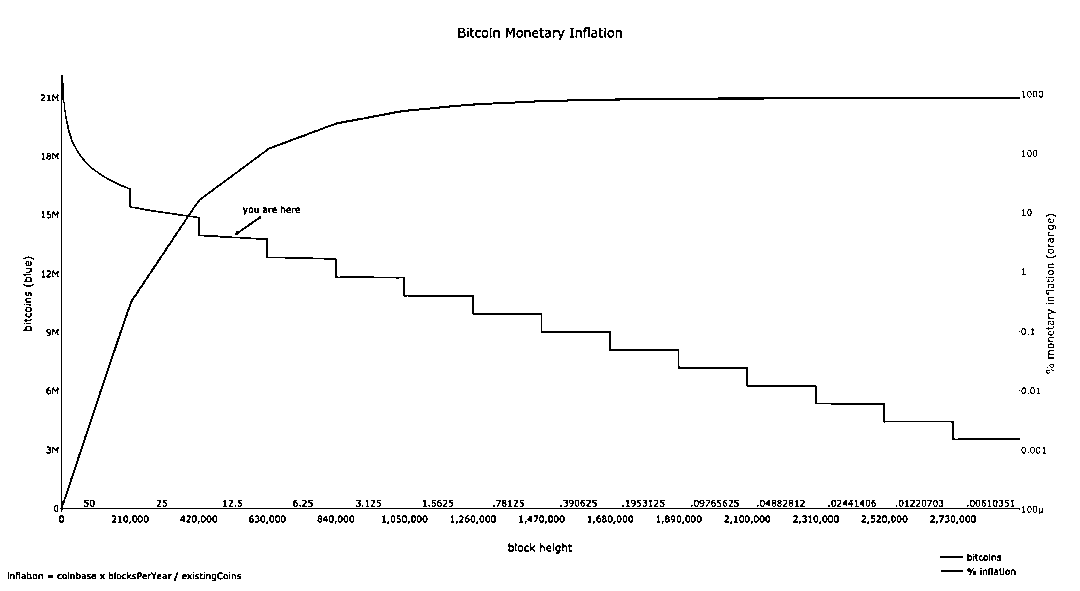 Bitcoin Monetary Inflation
21M
18M
15M
12M
9M
6M
3M
0
bitcoins (blue)
you are here
1000
100
10
1
0.1
0.01
0.001
100µ
% monetary inflation (orange)
50 25 12.5 6.25 3.125 1.5625 .78125 .390625 .1953125 .09765625 .04882812 .02441406 .01220703 .00610351
0 210,000 420,000 630,000 840,000 1,050,000 1,260,000 1,470,000 1,680,000 1,890,000 2,100,000 2,310,000 2,520,000 2,730,000
block height
bitcoins
% inflation
inflation = coinbase x blocksPerYear / existingCoins